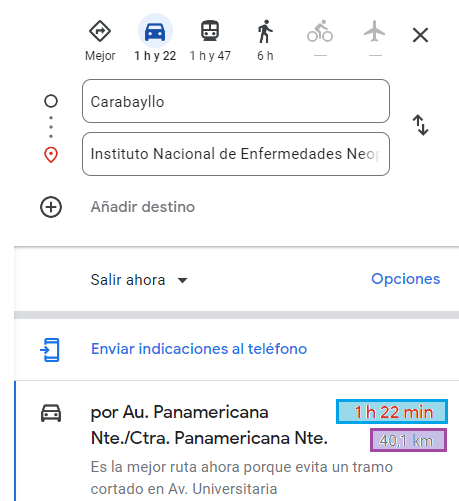 Mejor 1 h y 22 1 h y 47 6 h — —
Carabayllo
Instituto Nacional de Enfermedades Neop
Añadir destino
Salir ahora Opciones
Enviar indicaciones al teléfono
por Au. Panamericana 1 h 22 min
Nte./Ctra. Panamericana Nte. 40,1 km
Es la mejor ruta ahora porque evita un tramo
cortado en Av. Universitaria